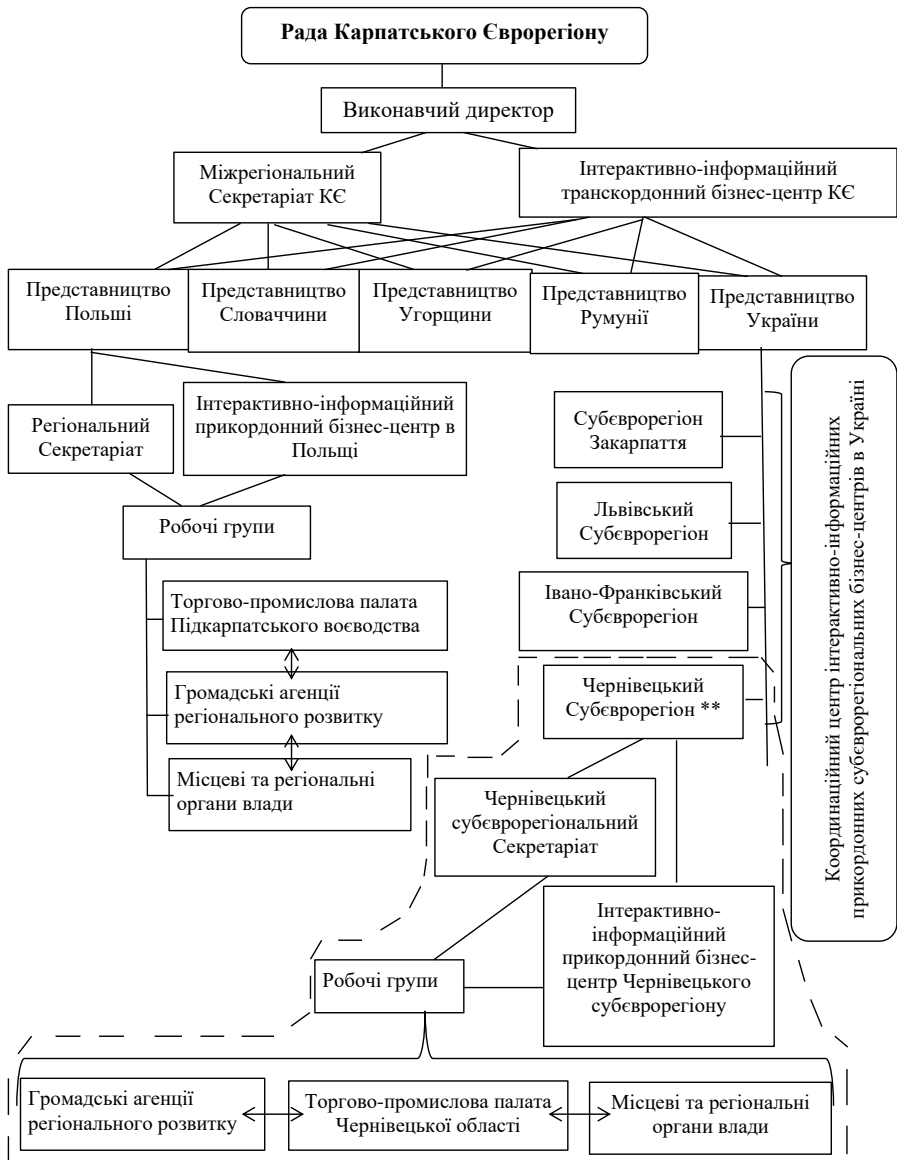 Рада Карпатського Єврорегіону
Виконавчий директор
Міжрегіональний
Секретаріат КЄ
Інтерактивно-інформаційний
транскордонний бізнес-центр КЄ
Представництво
Польші
Представництво
Словаччини
Представництво
Угорщини
Представництво
Румунії
Представництво
України
Регіональний
Секретаріат
Інтерактивно-інформаційний
прикордонний бізнес-центр в
Польщі
Субєврорегіон
Закарпаття
Львівський
Субєврорегіон
Івано-Франківський
Субєврорегіон
Чернівецький
Субєврорегіон **
Координаційний центр інтерактивно-інформаційних
прикордонних субєврорегіональних бізнес-центрів в Україні
Робочі групи
Торгово-промислова палата
Підкарпатського воєводства
Громадські агенції
регіонального розвитку
Місцеві та регіональні
органи влади
Чернівецький
субєврорегіональний
Секретаріат
Інтерактивно-
інформаційний
прикордонний бізнес-
центр Чернівецького
субєврорегіону
Робочі групи
Громадські агенції
регіонального розвитку
Торгово-промислова палата
Чернівецької області
Місцеві та регіональні
органи влади